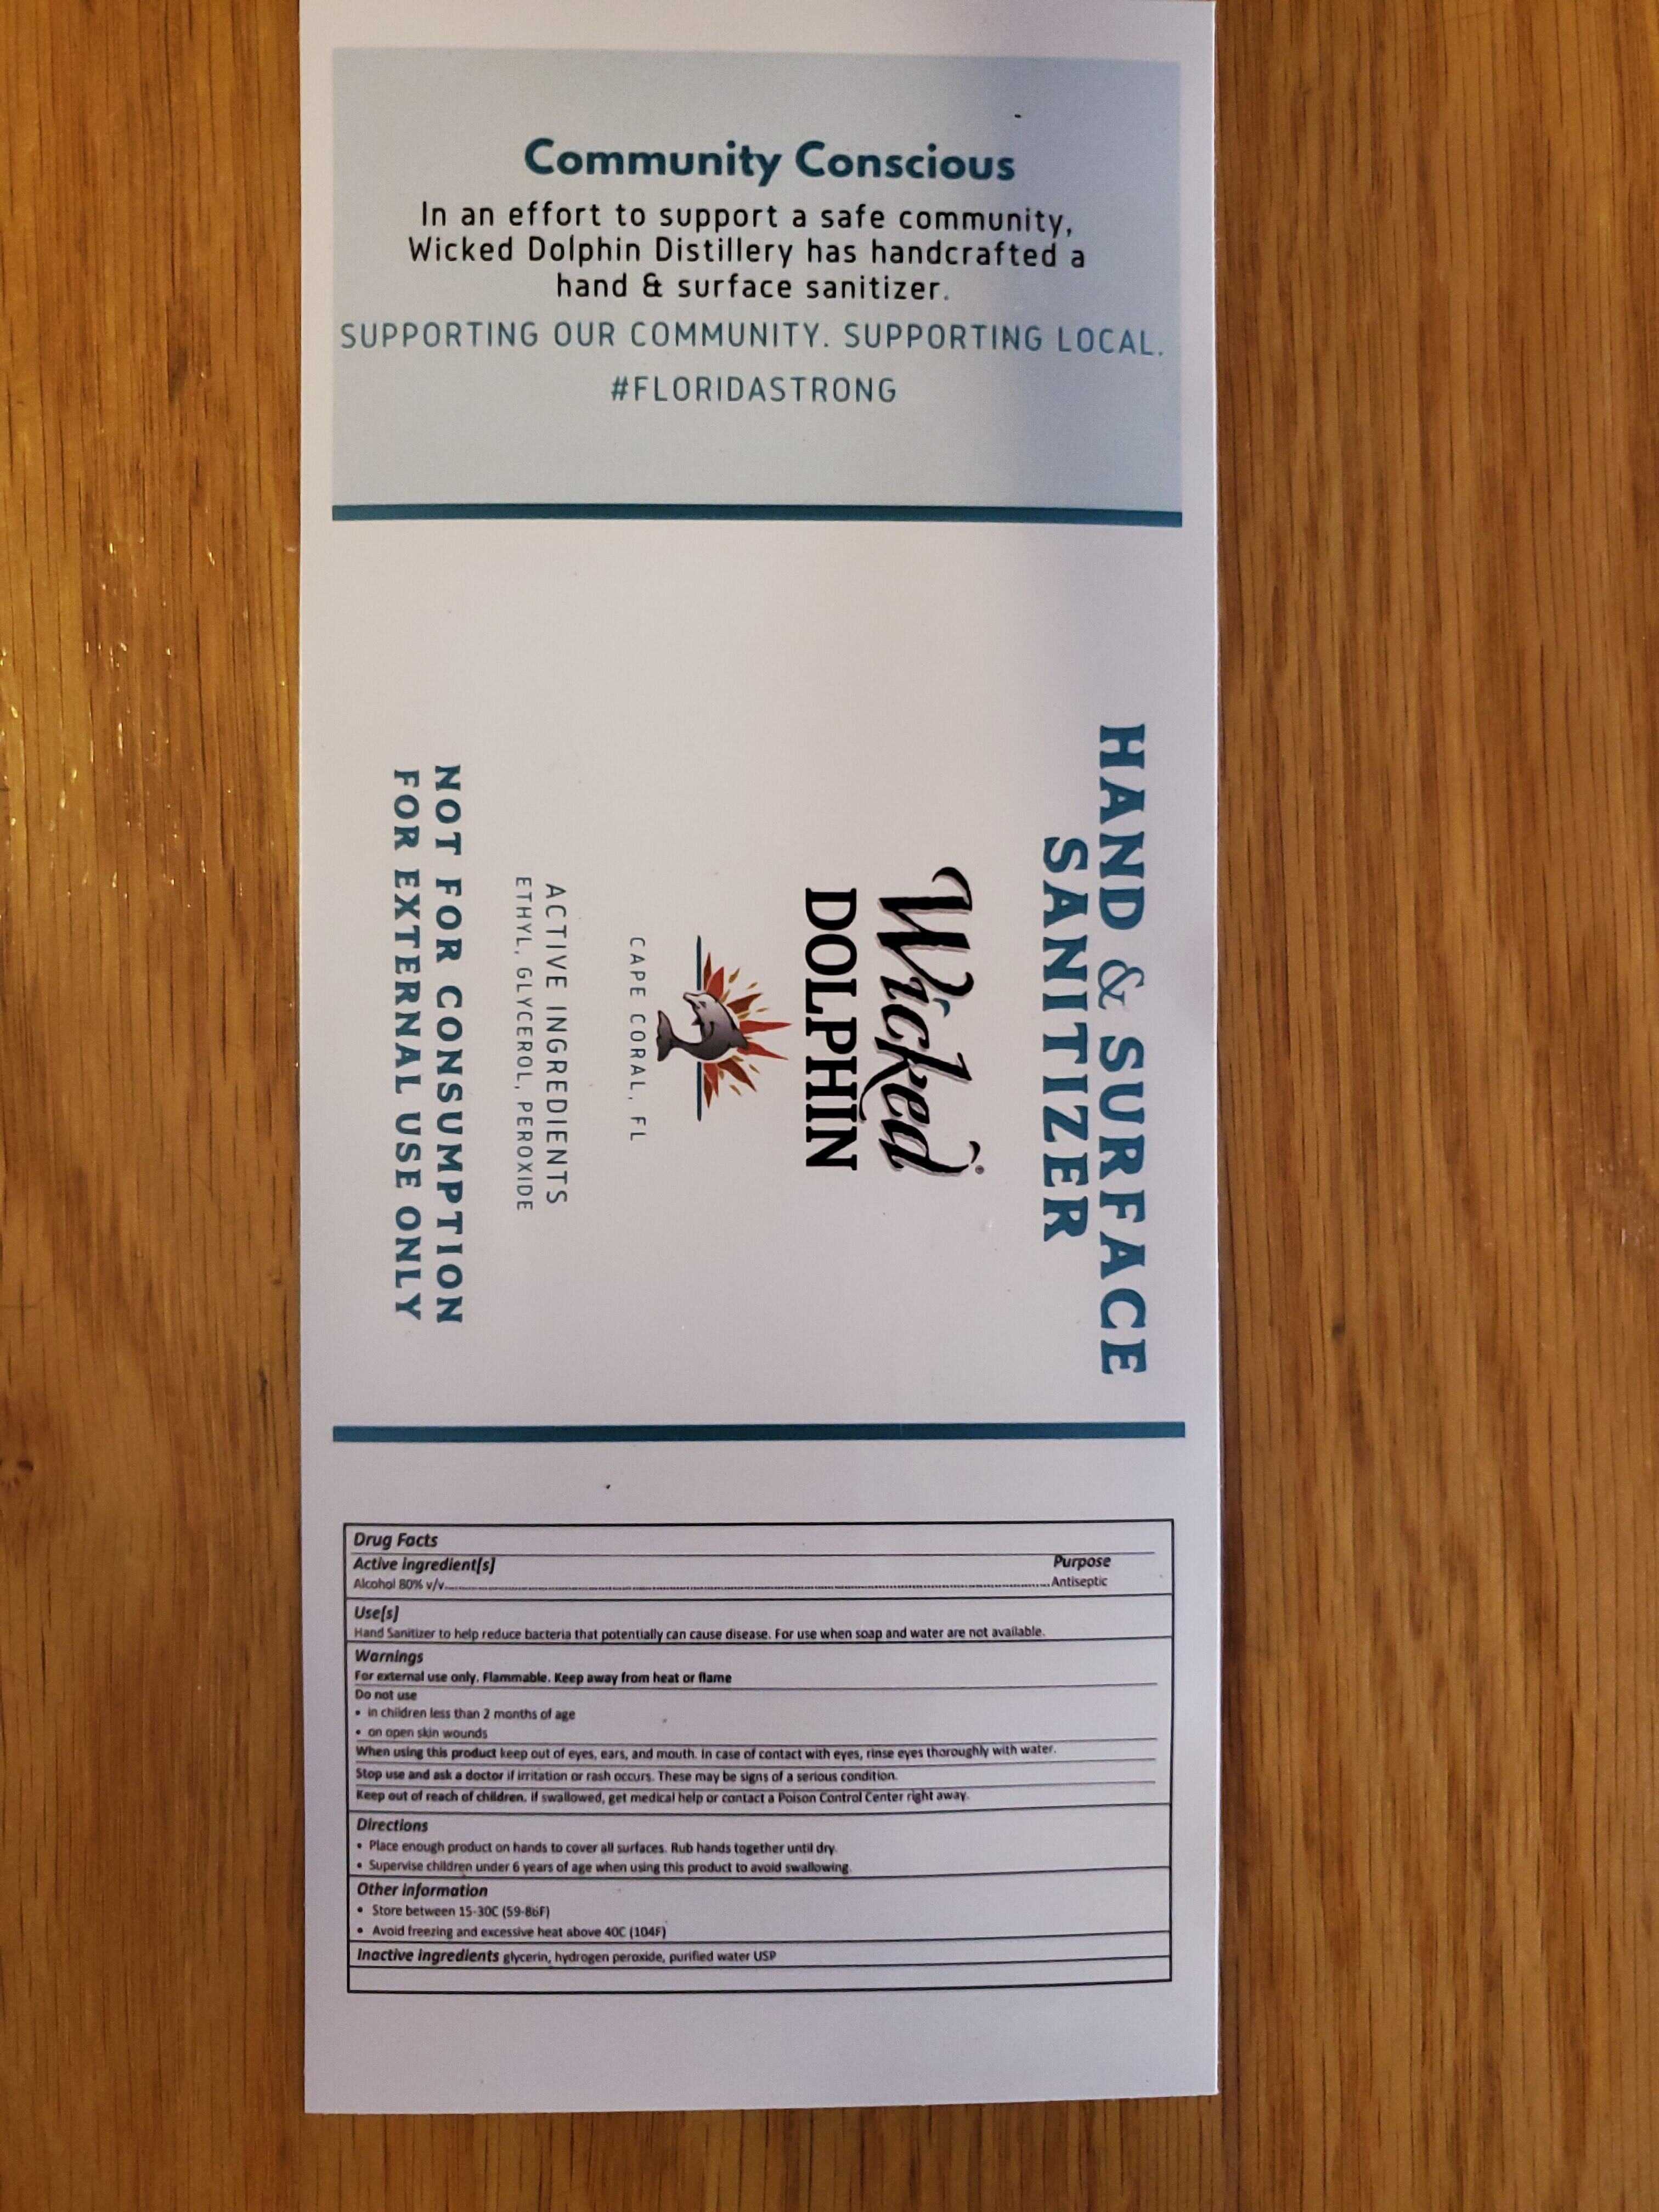 Community Conscious
In an effort to support a safe community,
Wicked Dolphin Distillery has handcrafted a
hand & surface sanitizer.
SUPPORTING OUR COMMUNITY. SUPPORTING LOCAL.
#FLORIDASTRONG
HAND & SURFACE
SANITIZER
Wicked®
DOLPHIN
CAPE CORAL, FL
ACTIVE INGREDIENTS
ETHYL, GLYCEROL, PEROXIDE
NOT FOR CONSUMPTION
FOR EXTERNAL USE ONLY
Drug Facts
Active ingredient[s] Purpose
Alcohol 80% v/v........................................Antiseptic
Use[s]
Hand Sanitizer to help reduce bacteria that potentially can cause disease. For use when soap and water are not available.
Warnings
For external use only. Flammable. Keep away from heat or flame
Do not use
• in children less than 2 months of age
• on open skin wounds
When using this product keep out of eyes, ears, and mouth. In case of contact with eyes, rinse eyes thoroughly with water.
Stop use and ask a doctor if irritation or rash occurs. These may be signs of a serious condition.
Keep out of reach of children. If swallowed, get medical help or contact a Poison Control Center right away.
Directions
• Place enough product on hands to cover all surfaces. Rub hands together until dry.
• Supervise children under 6 years of age when using this product to avoid swallowing.
Other information
• Store between 15-30C (59-86F)
• Avoid freezing and excessive heat above 40C (104F)
Inactive ingredients glycerin, hydrogen peroxide, purified water USP